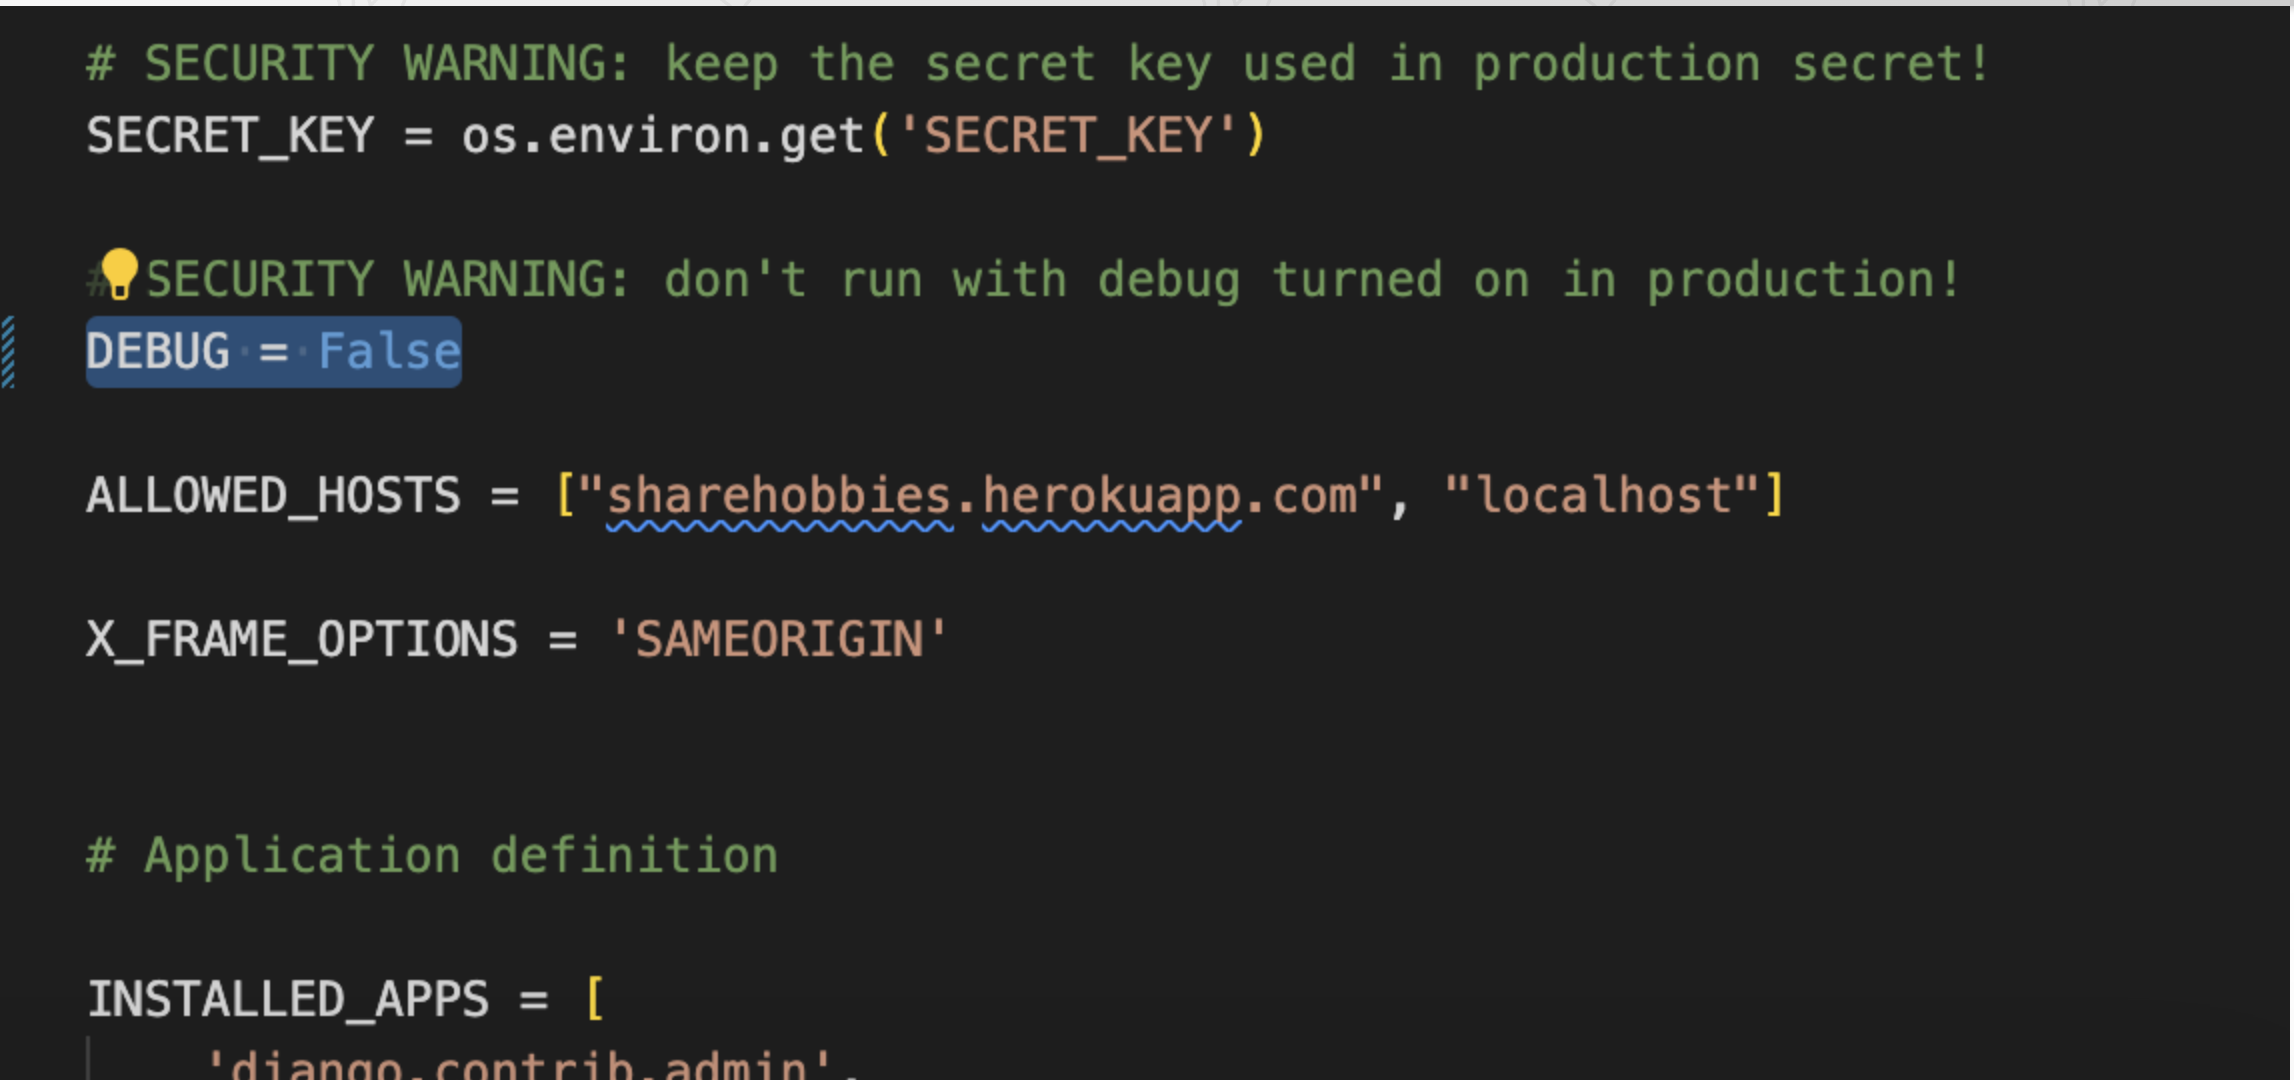 # SECURITY WARNING: keep the secret key used in production secret!
SECRET_KEY = os.environ.get('SECRET_KEY')
# SECURITY WARNING: don't run with debug turned on in production!
DEBUG = False
ALLOWED_HOSTS = ["sharehobbies.herokuapp.com", "localhost"]
X_FRAME_OPTIONS = 'SAMEORIGIN'
# Application definition
INSTALLED_APPS = [
'django.contrib.admin',